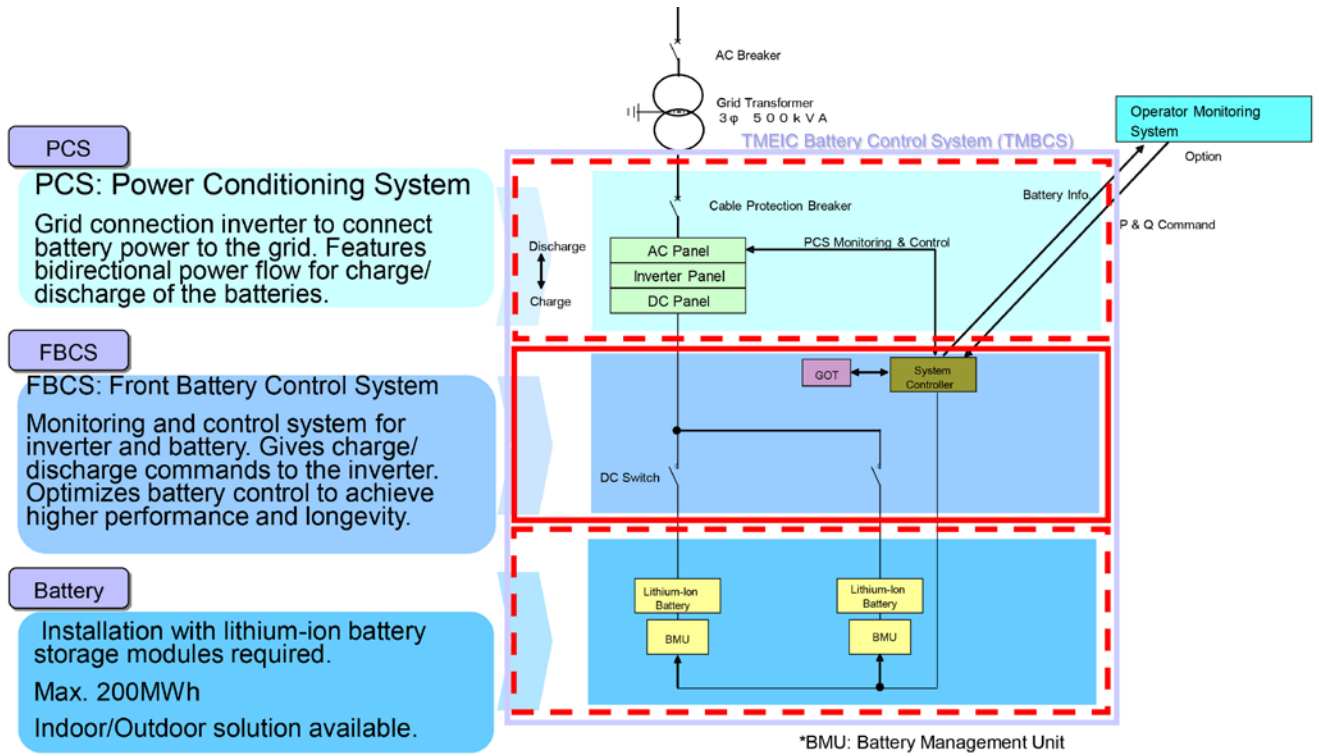 AC Breaker
Grid Transformer
3φ 500kVA
Operator Monitoring
System
TMEIC Battery Control System (TMBCS)
Option
Battery Info.
P & Q Command
PCS
PCS: Power Conditioning System
Grid connection inverter to connect
battery power to the grid. Features
bidirectional power flow for charge/
discharge of the batteries.
Discharge
Charge
Cable Protection Breaker
AC Panel
Inverter Panel
DC Panel
PCS Monitoring & Control
FBCS
FBCS: Front Battery Control System
Monitoring and control system for
inverter and battery. Gives charge/
discharge commands to the inverter.
Optimizes battery control to achieve
higher performance and longevity.
GOT
System
Controller
DC Switch
Battery
Installation with lithium-ion battery
storage modules required.
Max. 200MWh
Indoor/Outdoor solution available.
Lithium-Ion
Battery
BMU
Lithium-Ion
Battery
BMU
*BMU: Battery Management Unit